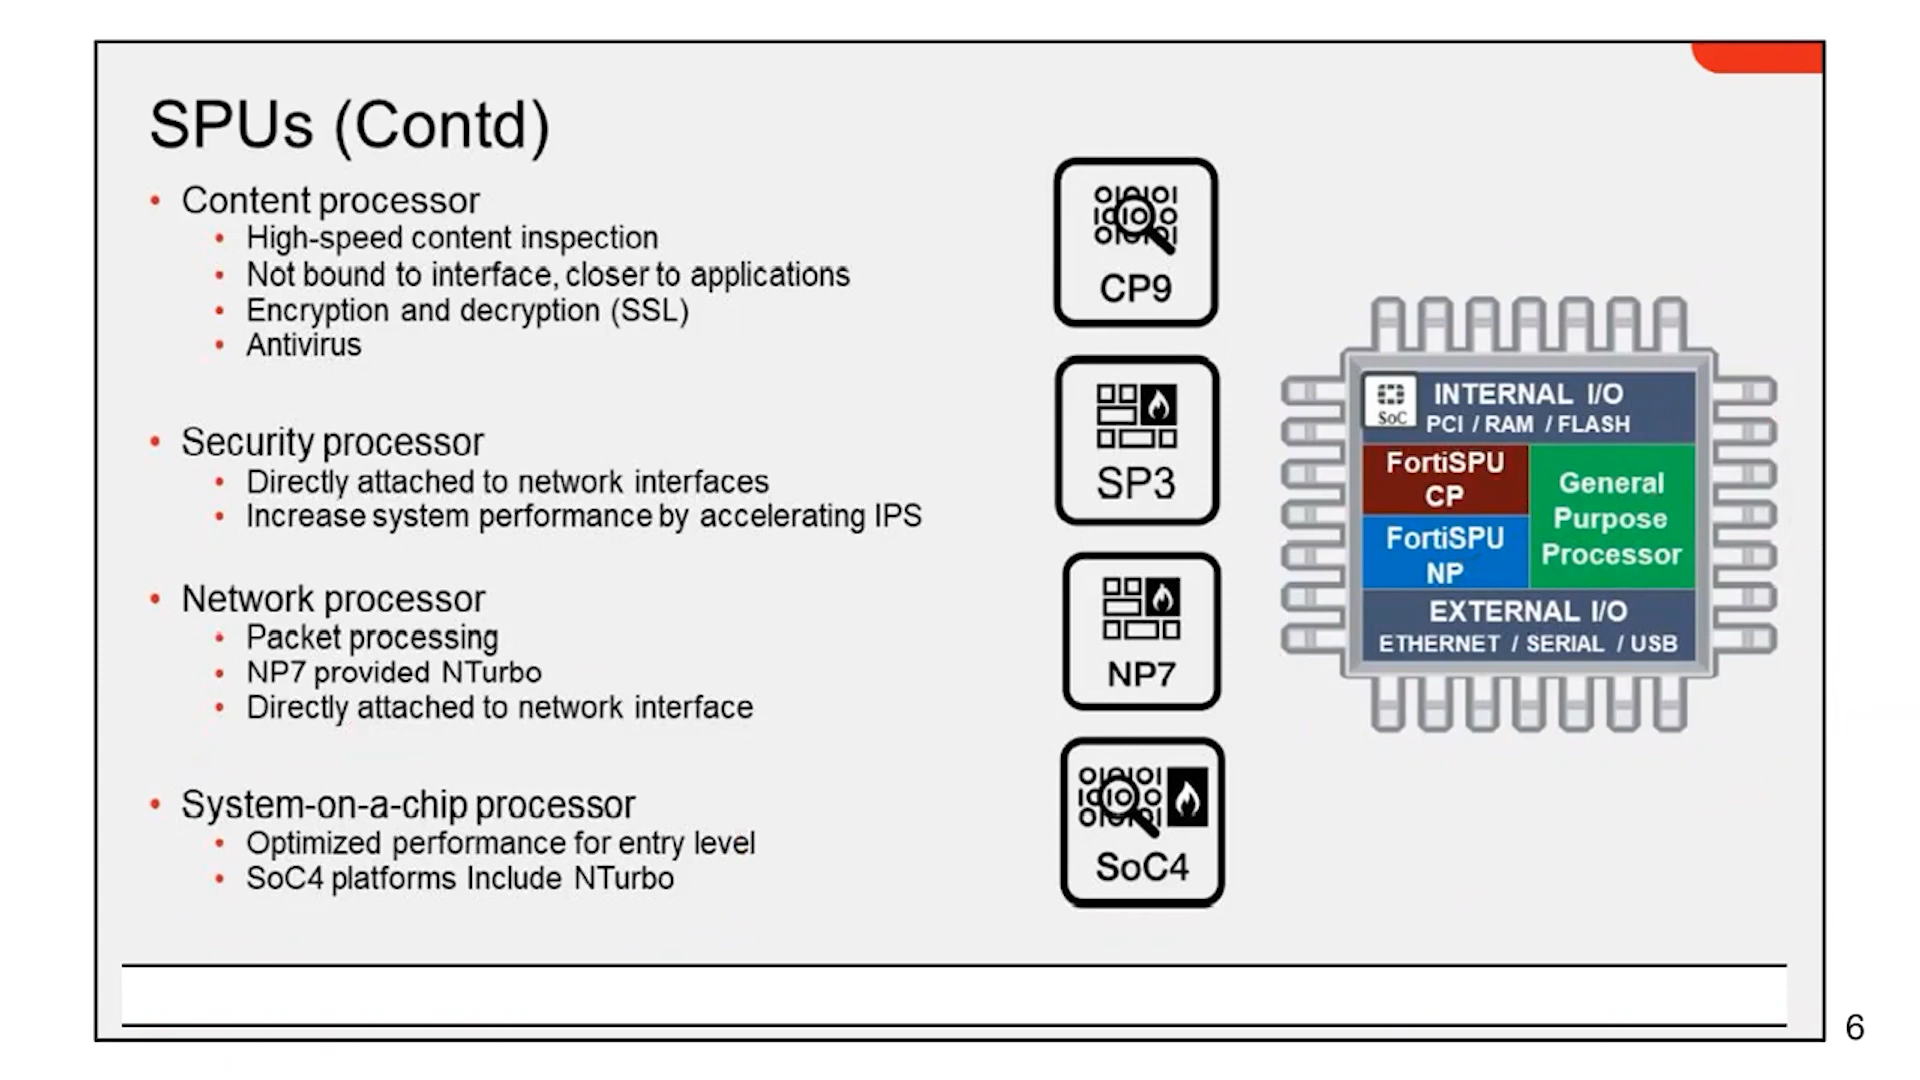 SPUs (Contd)
• Content processor
• High-speed content inspection
• Not bound to interface, closer to applications
• Encryption and decryption (SSL)
• Antivirus
• Security processor
• Directly attached to network interfaces
• Increase system performance by accelerating IPS
• Network processor
• Packet processing
• NP7 provided NTurbo
• Directly attached to network interface
• System-on-a-chip processor
• Optimized performance for entry level
• SoC4 platforms Include NTurbo
CP9
SP3
NP7
SoC4
SoC
INTERNAL I/O
PCI / RAM / FLASH
FortiSPU
CP
FortiSPU
NP
General
Purpose
Processor
EXTERNAL I/O
ETHERNET / SERIAL / USB
6